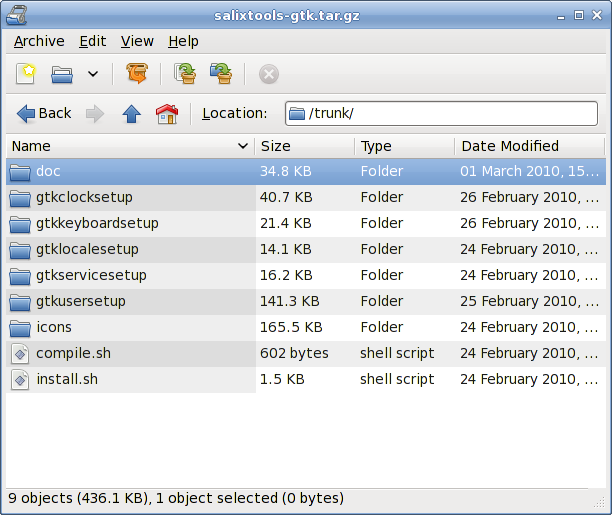 salixtools-gtk.tar.gz
Archive Edit View Help
Back Location: /trunk/
Name Size Type Date Modified
doc 34.8 KB Folder 01 March 2010, 15...
gtkclocksetup 40.7 KB Folder 26 February 2010, ...
gtkkeyboardsetup 21.4 KB Folder 26 February 2010, ...
gtklocalesetup 14.1 KB Folder 24 February 2010, ...
gtkservicesetup 16.2 KB Folder 24 February 2010, ...
gtkusersetup 141.3 KB Folder 25 February 2010, ...
icons 165.5 KB Folder 24 February 2010, ...
compile.sh 602 bytes shell script 24 February 2010, ...
install.sh 1.5 KB shell script 24 February 2010, ...
9 objects (436.1 KB), 1 object selected (0 bytes)